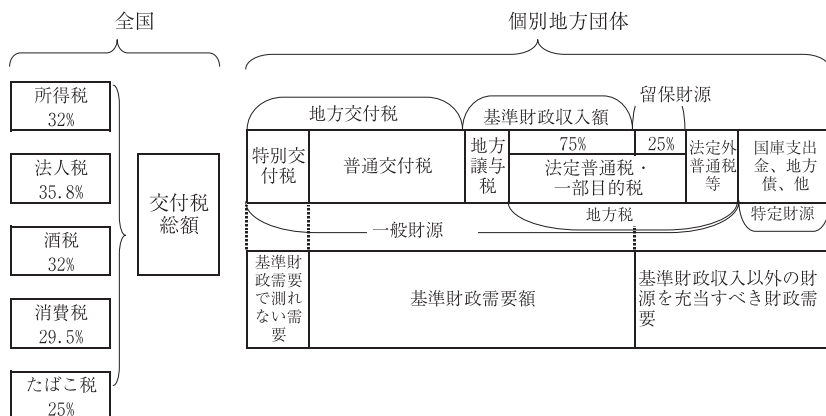 全国
所得税
32%
法人税
35.8%
酒税
32%
消費税
29.5%
たばこ税
25%
交付税
総額
個別地方団体
地方交付税
基準財政収入額
留保財源
特別交
付税
普通交付税
地方
譲与
税
75%
25%
法定普通税・
一部目的税
法定外
普通税
等
国庫支出
金、地方
債、他
一般財源
地方税
特定財源
基準財
政需要
で測れ
ない需
要
基準財政需要額
基準財政収入以外の財
源を充当すべき財政需
要